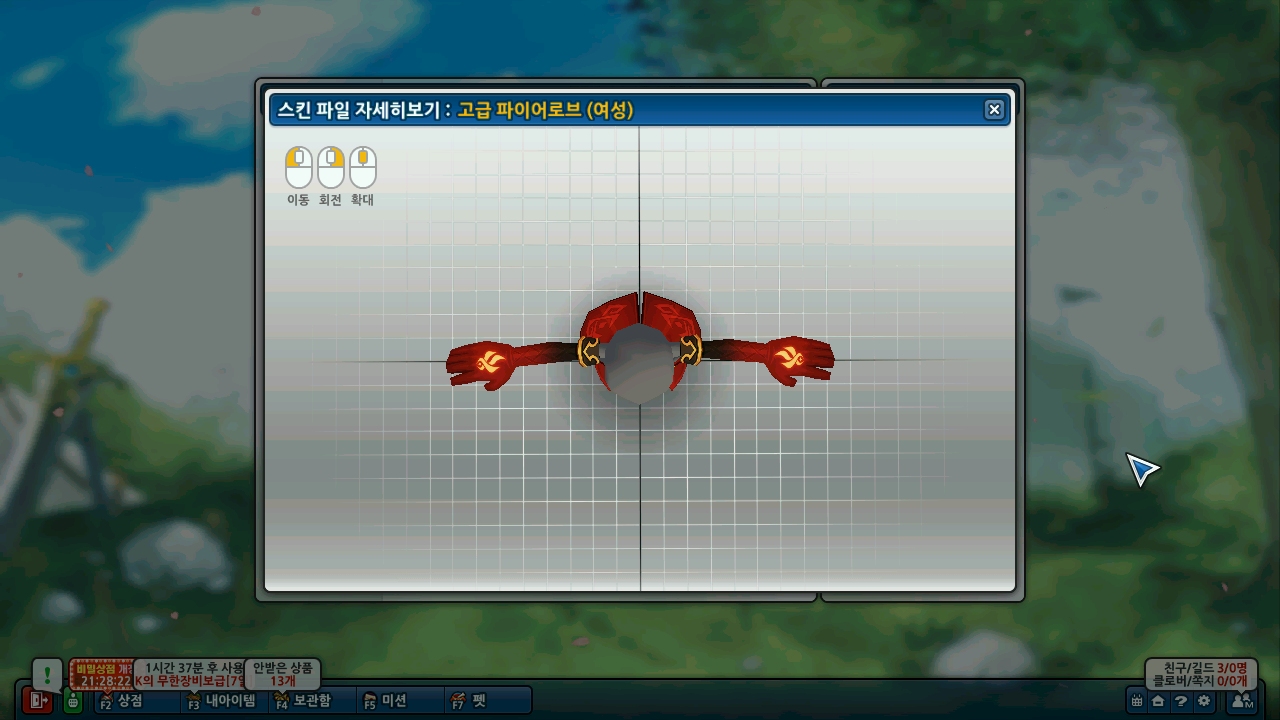 스킨 파일 자세히보기 : 고급 파이어로브 (여성)
이동 회전 확대
비밀상점 개
21:28:22
1시간 37분 후 사용
K의 무한장비보급[7
안받은 상품
13개
친구/길드 3/0명
클로버/쪽지 0/0개
F2 상점
F3 내아이템
F4 보관함
F5 미션
F7 펫
M